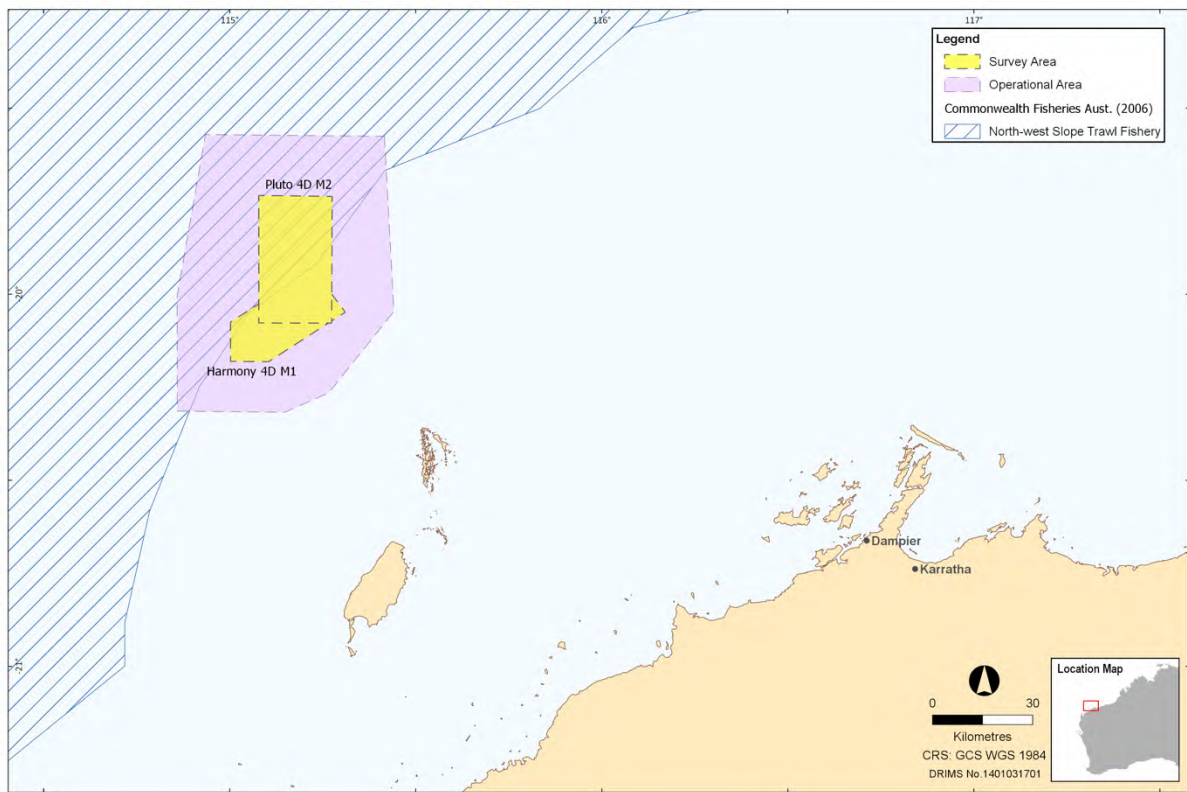 115° 116° 117°
Legend
Survey Area
Operational Area
Commonwealth Fisheries Aust. (2006)
North-west Slope Trawl Fishery
Pluto 4D M2
-20°
Harmony 4D M1
Dampier
Karratha
-21°
Location Map
0 30
Kilometres
CRS: GCS WGS 1984
DRIMS No.1401031701